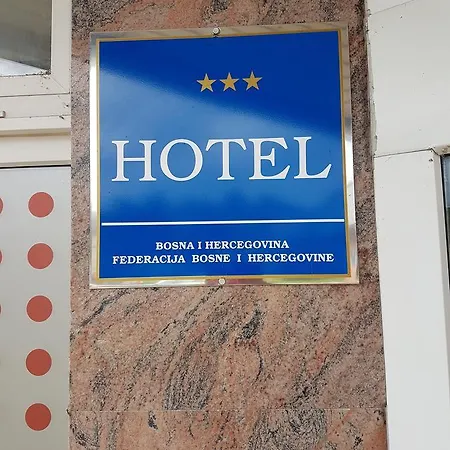 HOTEL
BOSNA I HERCEGOVINA
FEDERACIJA BOSNE I HERCEGOVINE